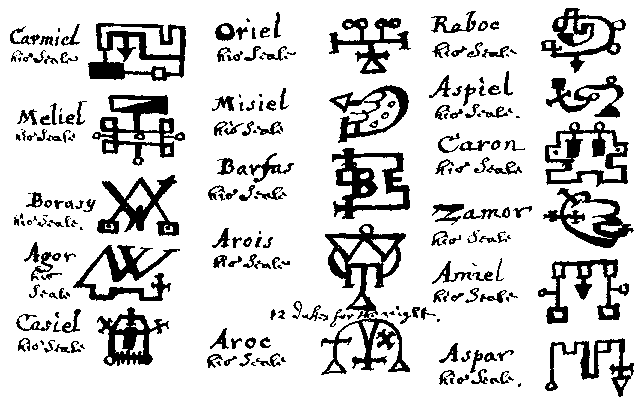 Carmiel
his Seale
Meliel
his Seale
Borasy
his Seale.
Agor
his
Seale
Casiel
his Seale
Oriel
his Seale
Misiel
his Seale
Barfas
his Seale
Arois
his Seale
12 Dukes for the night.
Aroc
his Seale
Raboc
his Seale
Aspiel
his Seale.
Caron
his Seale
Zamor
his Seale
Amiel
his Seale
Aspar
his Seale.